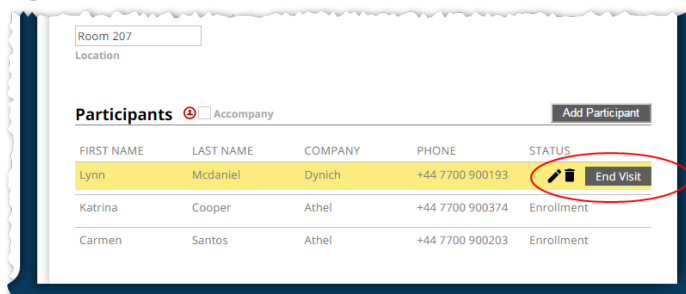 Room 207
Location
Participants Accompany Add Participant
FIRST NAME LAST NAME COMPANY PHONE STATUS
Lynn Mcdaniel Dynich +44 7700 900193 End Visit
Katrina Cooper Athel +44 7700 900374 Enrollment
Carmen Santos Athel +44 7700 900203 Enrollment